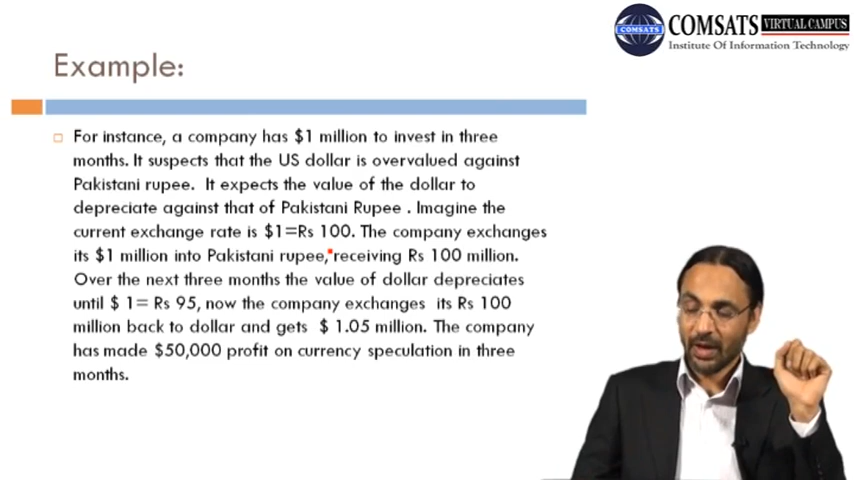 COMSATS VIRTUAL CAMPUS
COMSATS
Institute Of Information Technology
Example:
For instance, a company has $1 million to invest in three
months. It suspects that the US dollar is overvalued against
Pakistani rupee.  It expects the value of the dollar to
depreciate against that of Pakistani Rupee . Imagine the
current exchange rate is $1=Rs 100. The company exchanges
its $1 million into Pakistani rupee, receiving Rs 100 million.
Over the next three months the value of dollar depreciates
until $ 1= Rs 95, now the company exchanges  its Rs 100
million back to dollar and gets  $ 1.05 million. The company
has made $50,000 profit on currency speculation in three
months.